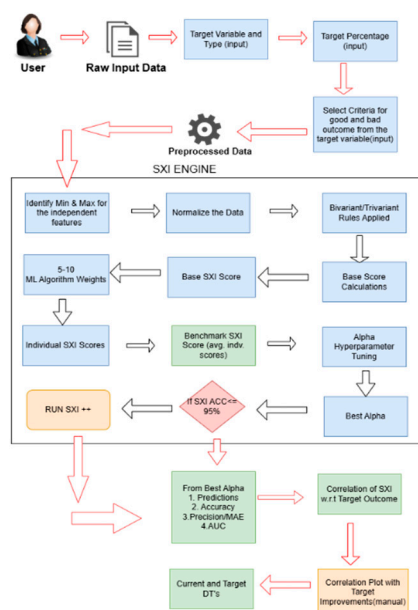 User
Raw Input Data
Target Variable and
Type (input)
Target Percentage
(input)
Select Criteria for
good and bad
outcome from the
target variable(input)
Preprocessed Data
SXI ENGINE
Identify Min & Max for
the independent
features
Normalize the Data
Bivariant/Trivariant
Rules Applied
Base Score
Calculations
Base SXI Score
5-10
ML Algorithm Weights
Individual SXI Scores
Benchmark SXI
Score (avg. indv.
scores)
Alpha
Hyperparameter
Tuning
Best Alpha
If SXI ACC<=
95%
RUN SXI ++
From Best Alpha
1. Predictions
2. Accuracy
3.Precision/MAE
4.AUC
Correlation of SXI
w.r.t Target Outcome
Correlation Plot with
Target
Improvements(manual)
Current and Target
DT's